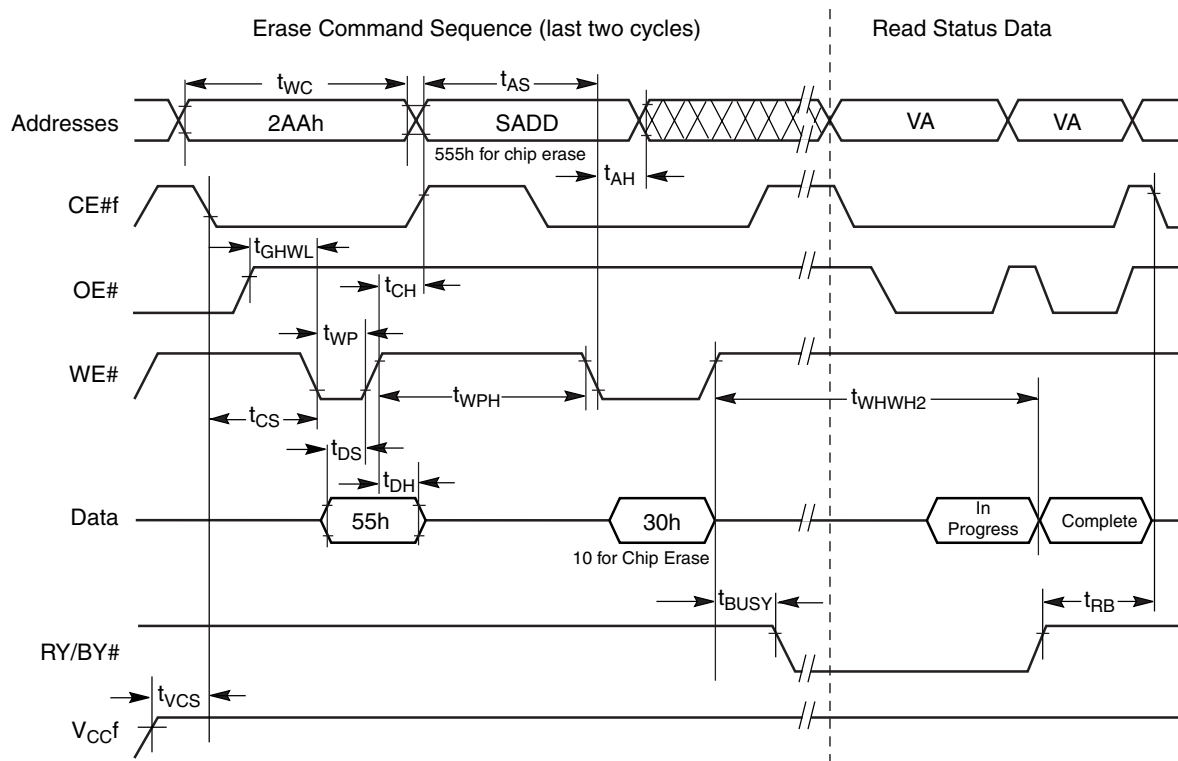 Erase Command Sequence (last two cycles)
Read Status Data
tWC
tAS
Addresses
2AAh
SADD
VA
VA
555h for chip erase
tAH
CE#f
tGHWL
OE#
tCH
tWP
WE#
tWPH
tWHWH2
tCS
tDS
tDH
Data
55h
30h
In
Progress
Complete
10 for Chip Erase
tBUSY
tRB
RY/BY#
tVCS
VCCf